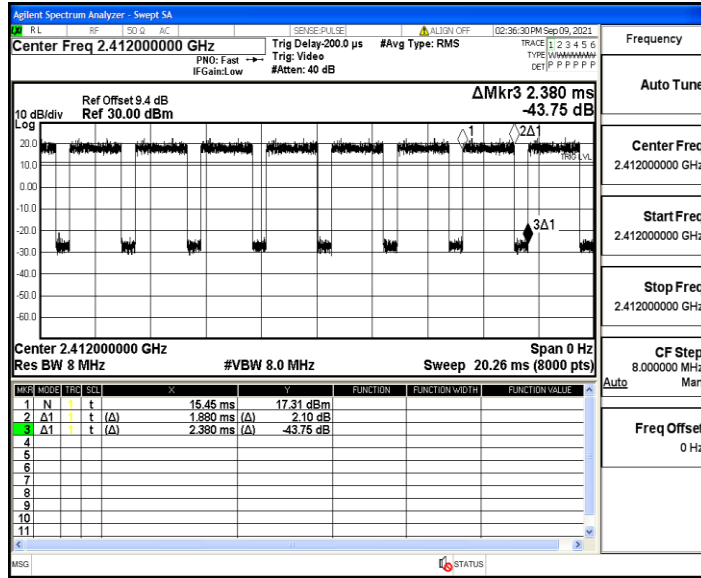 Agilent Spectrum Analyzer - Swept SA
RL RF 50 Ω AC SENSE:PULSE ALIGN OFF 02:36:30 PM Sep 09, 2021
Center Freq 2.412000000 GHz
PNO: Fast
IFGain:Low
Trig Delay-200.0 µs
Trig: Video
#Atten: 40 dB
#Avg Type: RMS
TRACE 1 2 3 4 5 6
TYPE
DET P P P P P P
10 dB/div
Log
Ref Offset 9.4 dB
Ref 30.00 dBm
ΔMkr3 2.380 ms
-43.75 dB
20.0
10.0
0.00
-10.0
-20.0
-30.0
-40.0
-50.0
-60.0
1
2Δ1
TRIG LVL
3Δ1
Center 2.412000000 GHz
Res BW 8 MHz
#VBW 8.0 MHz
Span 0 Hz
Sweep 20.26 ms (8000 pts)
MKR MODE TRC SCL X Y FUNCTION FUNCTION WIDTH FUNCTION VALUE
1 N 1 t 15.45 ms 17.31 dBm
2 Δ1 1 t (Δ) 1.880 ms (Δ) 2.10 dB
3 Δ1 1 t (Δ) 2.380 ms (Δ) -43.75 dB
4
5
6
7
8
9
10
11
MSG
STATUS
Frequency
Auto Tune
Center Freq
2.412000000 GHz
Start Freq
2.412000000 GHz
Stop Freq
2.412000000 GHz
CF Step
8.000000 MHz
Auto Man
Freq Offset
0 Hz